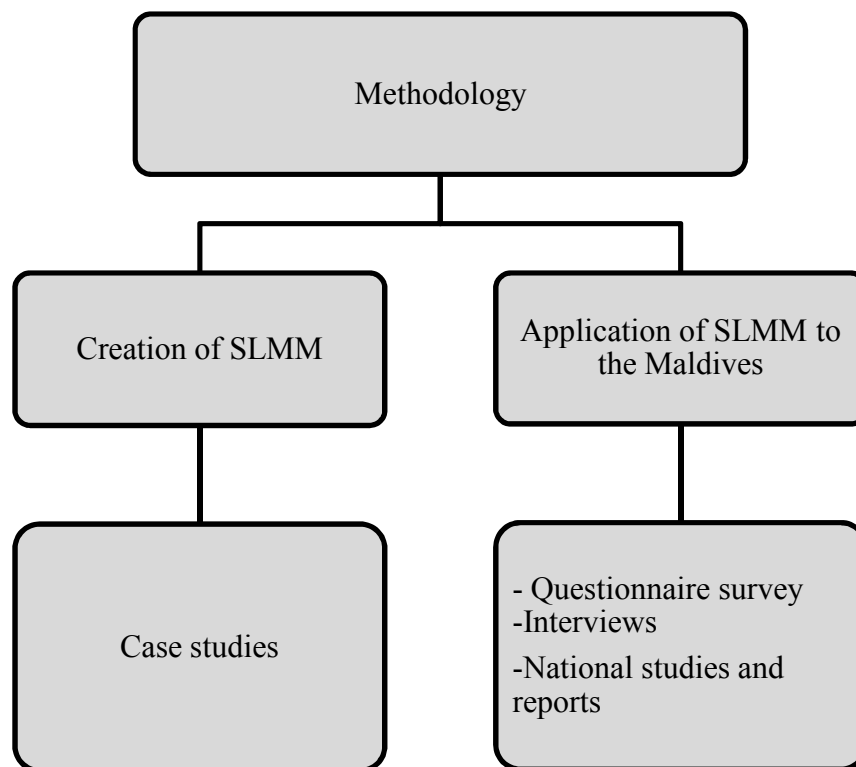 Methodology
Creation of SLMM
Application of SLMM to
the Maldives
Case studies
- Questionnaire survey
-Interviews
-National studies and
reports